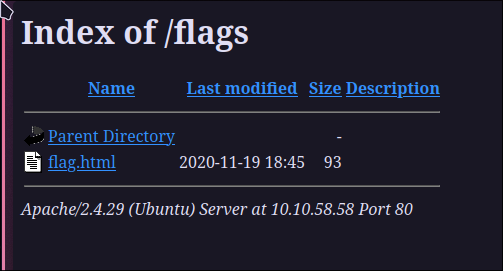 Index of /flags
Name Last modified Size Description
Parent Directory -
flag.html 2020-11-19 18:45 93
Apache/2.4.29 (Ubuntu) Server at 10.10.58.58 Port 80